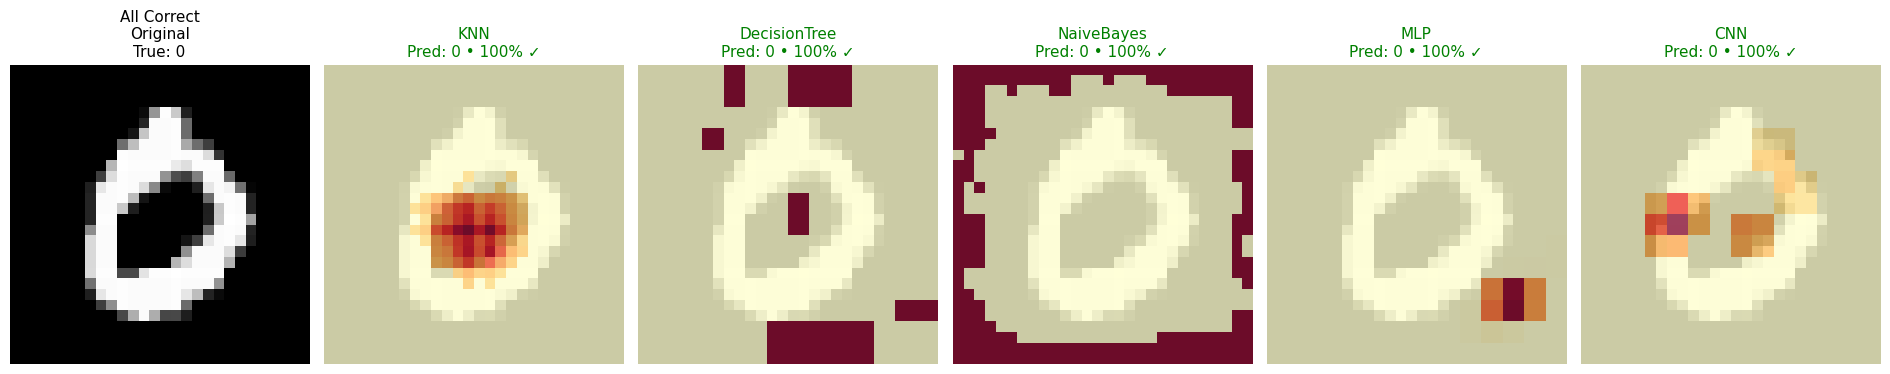 All Correct
Original
True: 0
KNN
Pred: 0 • 100% ✓
DecisionTree
Pred: 0 • 100% ✓
NaiveBayes
Pred: 0 • 100% ✓
MLP
Pred: 0 • 100% ✓
CNN
Pred: 0 • 100% ✓